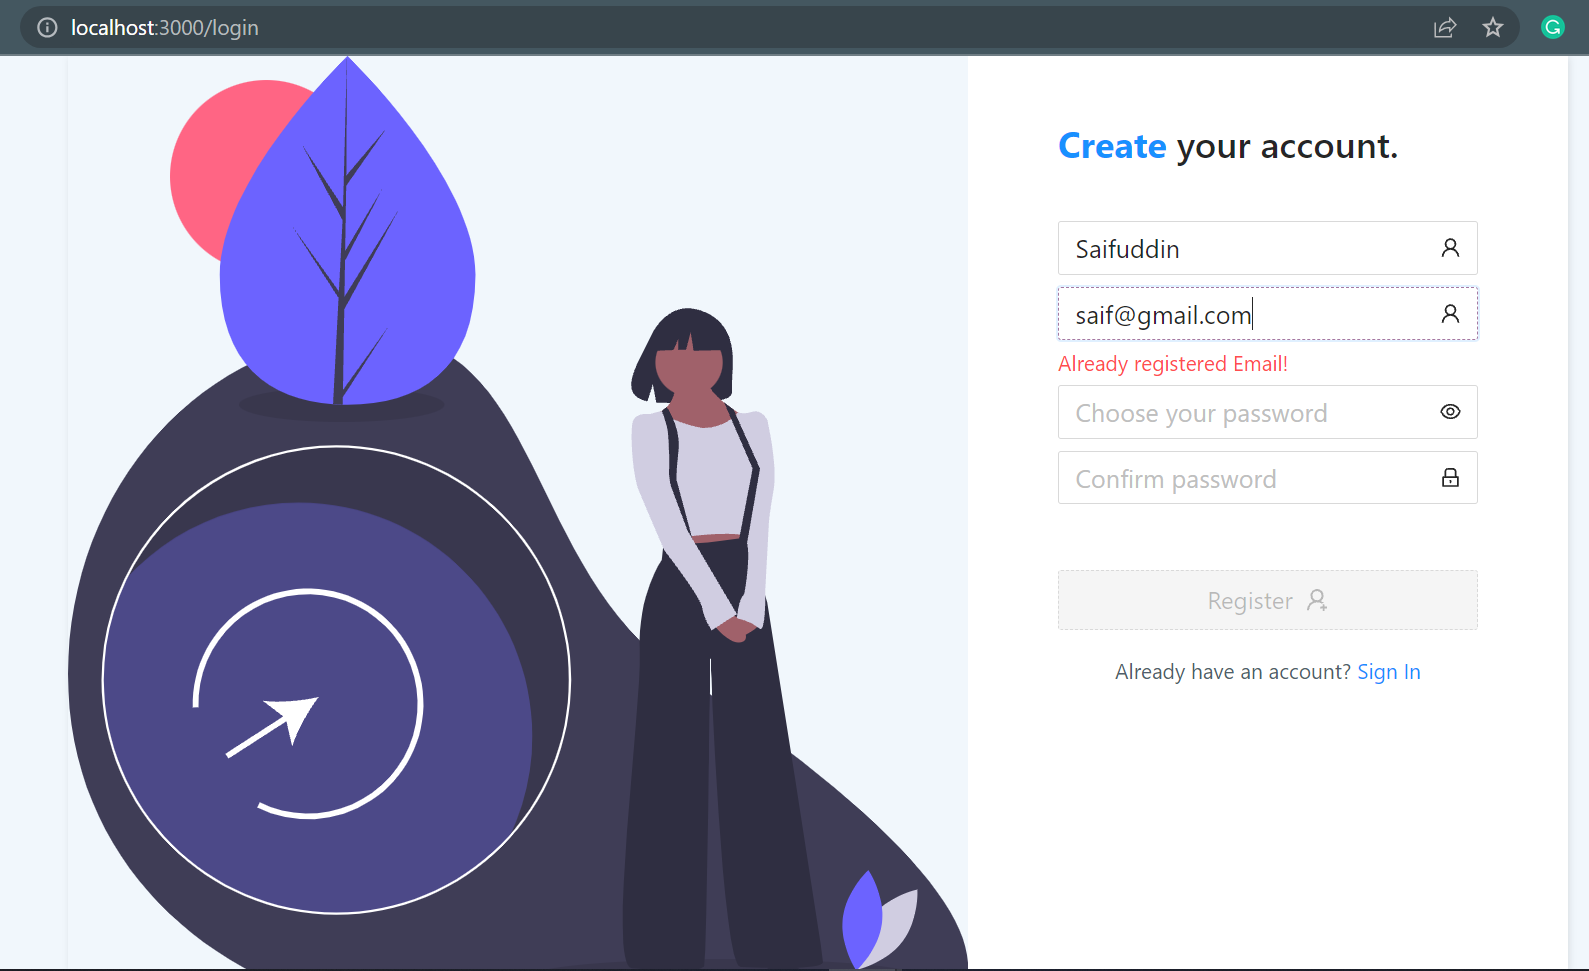 localhost:3000/login
Create your account.
Saifuddin
saif@gmail.com
Already registered Email!
Choose your password
Confirm password
Register
Already have an account? Sign In